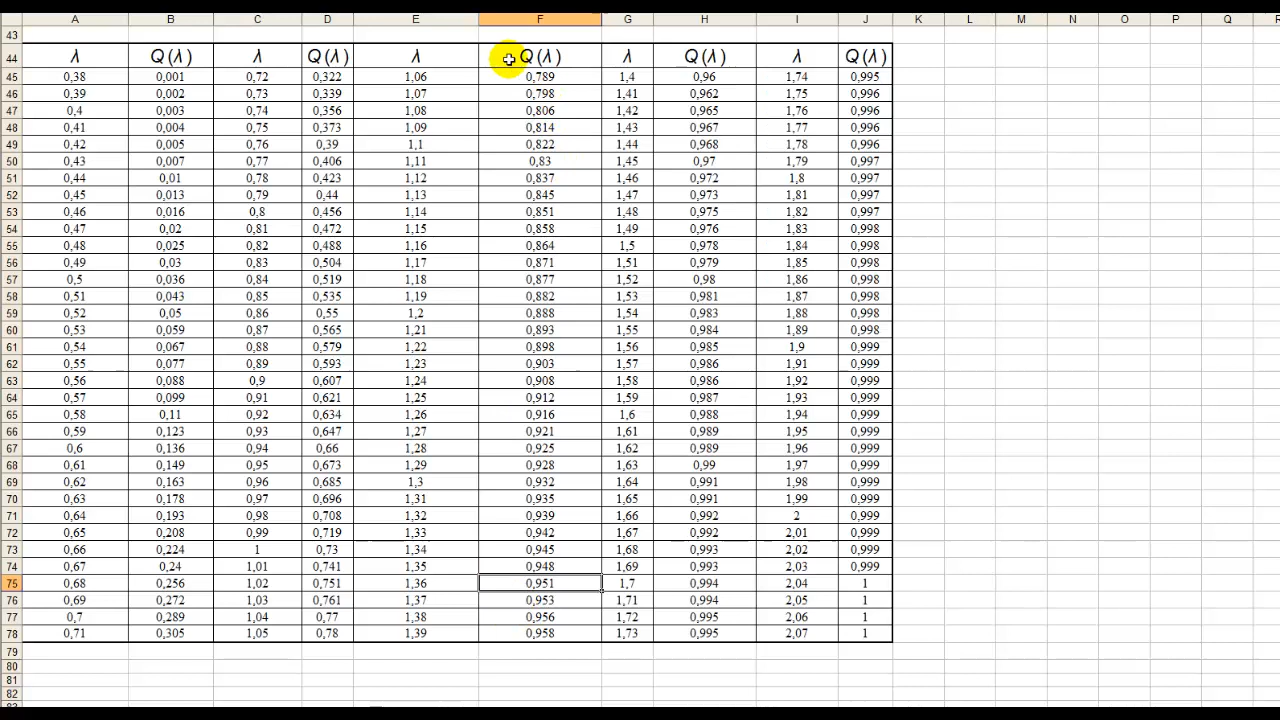 A B C D E F G H I J K L M N O P Q R
43
44 λ Q(λ) λ Q(λ) λ Q(λ) λ Q(λ) λ Q(λ)
45 0,38 0,001 0,72 0,322 1,06 0,789 1,4 0,96 1,74 0,995
46 0,39 0,002 0,73 0,339 1,07 0,798 1,41 0,962 1,75 0,996
47 0,4 0,003 0,74 0,356 1,08 0,806 1,42 0,965 1,76 0,996
48 0,41 0,004 0,75 0,373 1,09 0,814 1,43 0,967 1,77 0,996
49 0,42 0,005 0,76 0,39 1,1 0,822 1,44 0,968 1,78 0,996
50 0,43 0,007 0,77 0,406 1,11 0,83 1,45 0,97 1,79 0,997
51 0,44 0,01 0,78 0,423 1,12 0,837 1,46 0,972 1,8 0,997
52 0,45 0,013 0,79 0,44 1,13 0,845 1,47 0,973 1,81 0,997
53 0,46 0,016 0,8 0,456 1,14 0,851 1,48 0,975 1,82 0,997
54 0,47 0,02 0,81 0,472 1,15 0,858 1,49 0,976 1,83 0,998
55 0,48 0,025 0,82 0,488 1,16 0,864 1,5 0,978 1,84 0,998
56 0,49 0,03 0,83 0,504 1,17 0,871 1,51 0,979 1,85 0,998
57 0,5 0,036 0,84 0,519 1,18 0,877 1,52 0,98 1,86 0,998
58 0,51 0,043 0,85 0,535 1,19 0,882 1,53 0,981 1,87 0,998
59 0,52 0,05 0,86 0,55 1,2 0,888 1,54 0,983 1,88 0,998
60 0,53 0,059 0,87 0,565 1,21 0,893 1,55 0,984 1,89 0,998
61 0,54 0,067 0,88 0,579 1,22 0,898 1,56 0,985 1,9 0,999
62 0,55 0,077 0,89 0,593 1,23 0,903 1,57 0,986 1,91 0,999
63 0,56 0,088 0,9 0,607 1,24 0,908 1,58 0,986 1,92 0,999
64 0,57 0,099 0,91 0,621 1,25 0,912 1,59 0,987 1,93 0,999
65 0,58 0,11 0,92 0,634 1,26 0,916 1,6 0,988 1,94 0,999
66 0,59 0,123 0,93 0,647 1,27 0,921 1,61 0,989 1,95 0,999
67 0,6 0,136 0,94 0,66 1,28 0,925 1,62 0,989 1,96 0,999
68 0,61 0,149 0,95 0,673 1,29 0,928 1,63 0,99 1,97 0,999
69 0,62 0,163 0,96 0,685 1,3 0,932 1,64 0,991 1,98 0,999
70 0,63 0,178 0,97 0,696 1,31 0,935 1,65 0,991 1,99 0,999
71 0,64 0,193 0,98 0,708 1,32 0,939 1,66 0,992 2 0,999
72 0,65 0,208 0,99 0,719 1,33 0,942 1,67 0,992 2,01 0,999
73 0,66 0,224 1 0,73 1,34 0,945 1,68 0,993 2,02 0,999
74 0,67 0,24 1,01 0,741 1,35 0,948 1,69 0,993 2,03 0,999
75 0,68 0,256 1,02 0,751 1,36 0,951 1,7 0,994 2,04 1
76 0,69 0,272 1,03 0,761 1,37 0,953 1,71 0,994 2,05 1
77 0,7 0,289 1,04 0,77 1,38 0,956 1,72 0,995 2,06 1
78 0,71 0,305 1,05 0,78 1,39 0,958 1,73 0,995 2,07 1
79
80
81
82